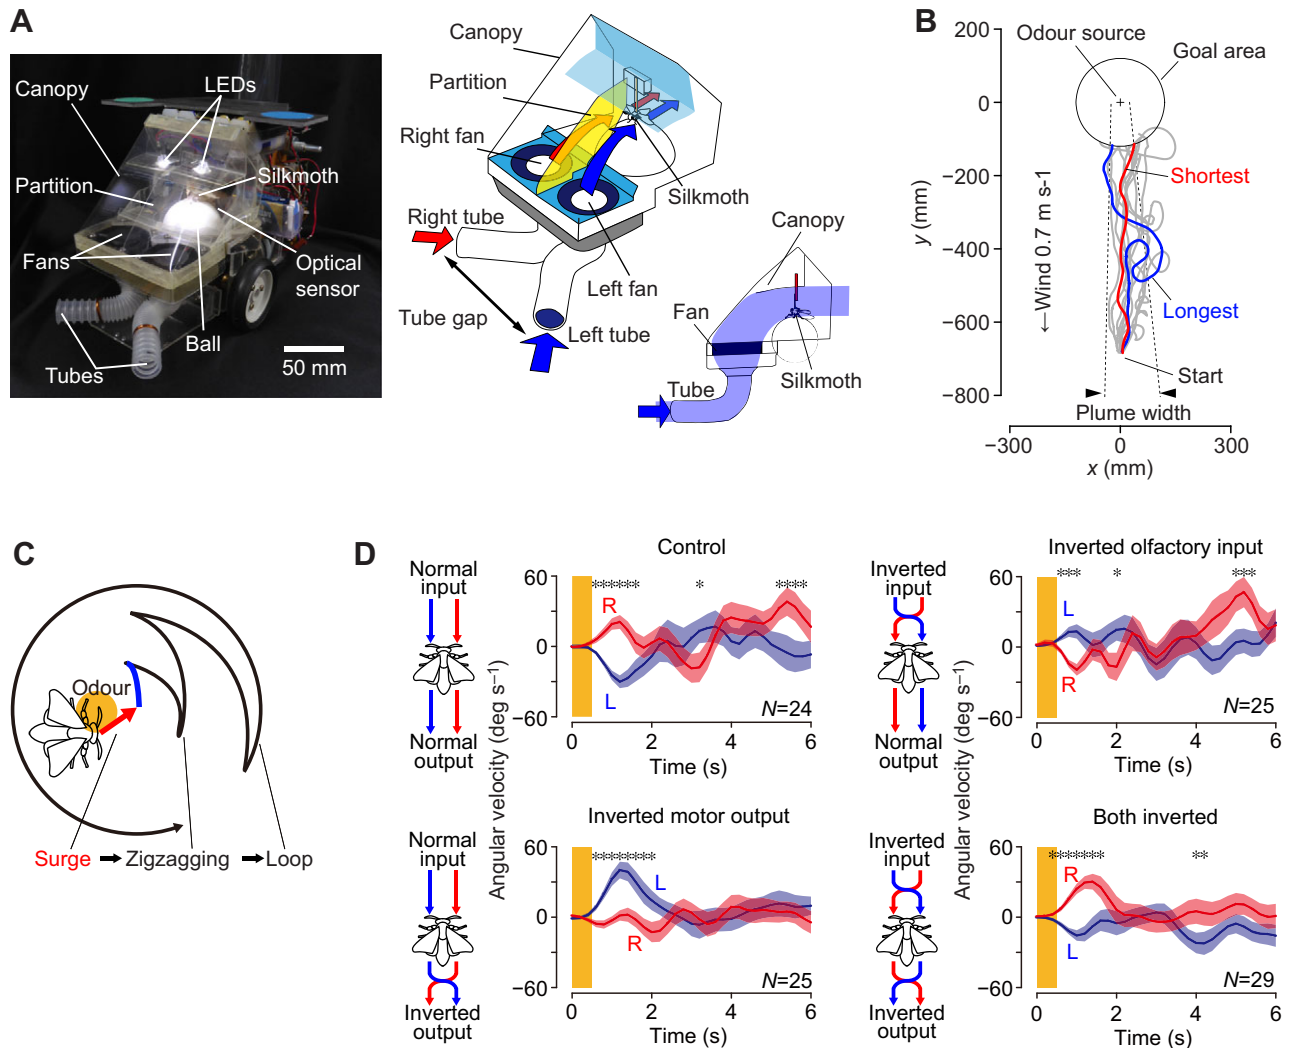 A
Canopy
LEDs
Partition
Silkmoth
Fans
Optical
sensor
Ball
Tubes
50 mm
Canopy
Partition
Right fan
Right tube
Silkmoth
Left fan
Tube gap
Left tube
Canopy
Fan
Tube
Silkmoth
B
Odour source
Goal area
200
0
−200
−400
−600
−800
y (mm)
←Wind 0.7 m s-1
Shortest
Longest
Start
Plume width
−300
0
300
x (mm)
C
Odour
Surge
Zigzagging
Loop
D
Normal
input
Normal
output
Control
60
0
−60
Angular velocity (deg s⁻¹)
******
*
****
R
L
N=24
0
2
4
6
Time (s)
Inverted
input
Normal
output
Inverted olfactory input
60
0
−60
***
*
***
L
R
N=25
0
2
4
6
Time (s)
Normal
input
Inverted
output
Inverted motor output
60
0
−60
********
L
R
N=25
0
2
4
6
Time (s)
Inverted
input
Inverted
output
Both inverted
60
0
−60
Angular velocity (deg s⁻¹)
*******
**
R
L
N=29
0
2
4
6
Time (s)